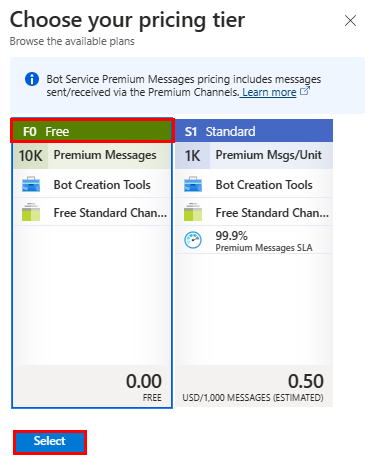 Choose your pricing tier
Browse the available plans
Bot Service Premium Messages pricing includes messages
sent/received via the Premium Channels. Learn more
F0 Free
10K Premium Messages
Bot Creation Tools
Free Standard Chan...
0.00
FREE
S1 Standard
1K Premium Msgs/Unit
Bot Creation Tools
Free Standard Chan...
99.9%
Premium Messages SLA
0.50
USD/1,000 MESSAGES (ESTIMATED)
Select